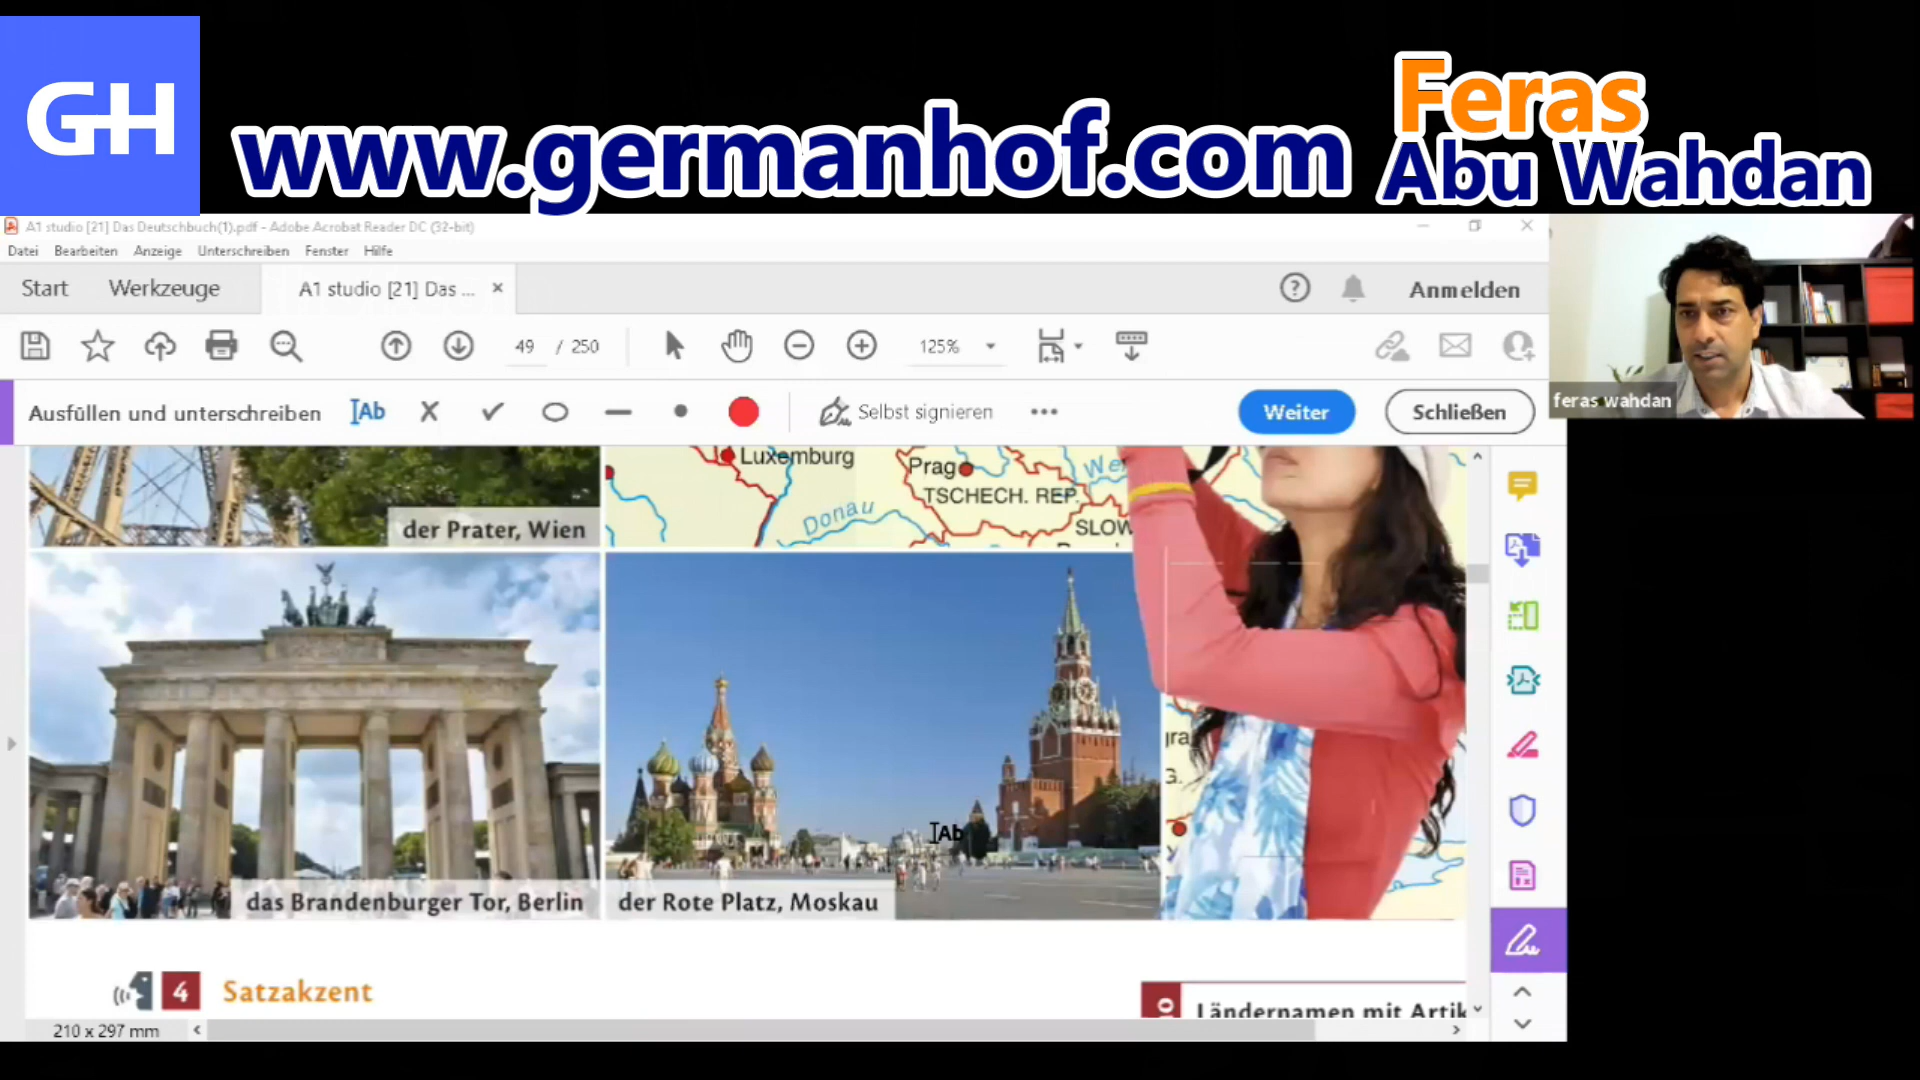 GH
www.germanhof.com
Feras
Abu Wahdan
A1 studio [21] Das Deutschbuch(1).pdf - Adobe Acrobat Reader DC (32-bit)
Datei Bearbeiten Anzeige Unterschreiben Fenster Hilfe
Start Werkzeuge A1 studio [21] Das ... Anmelden
49 / 250 125%
feras wahdan
Ausfüllen und unterschreiben Ab Selbst signieren Weiter Schließen
Luxemburg
Prag
We
TSCHECH. REP.
Donau
SLOW
der Prater, Wien
gra
G.
Ab
das Brandenburger Tor, Berlin
der Rote Platz, Moskau
4 Satzakzent
Ländernamen mit Artik
210 x 297 mm